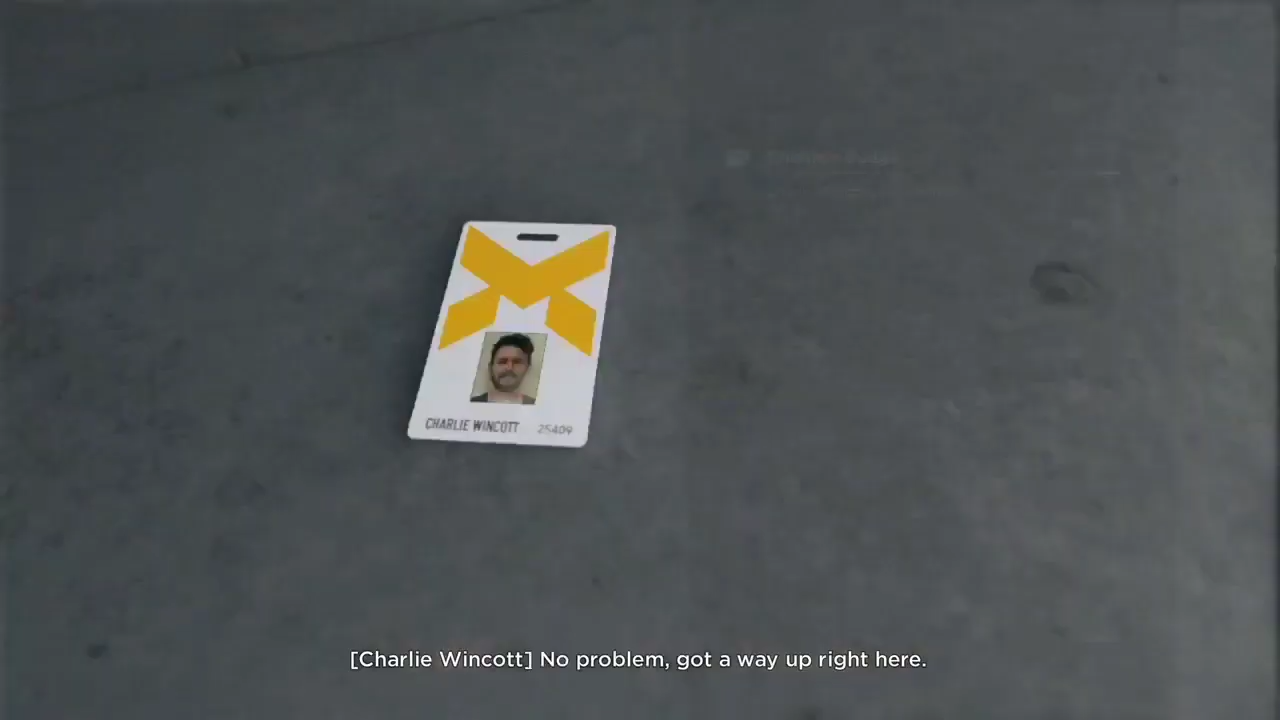 CHARLIE WINCOTT 25409
[Charlie Wincott] No problem, got a way up right here.